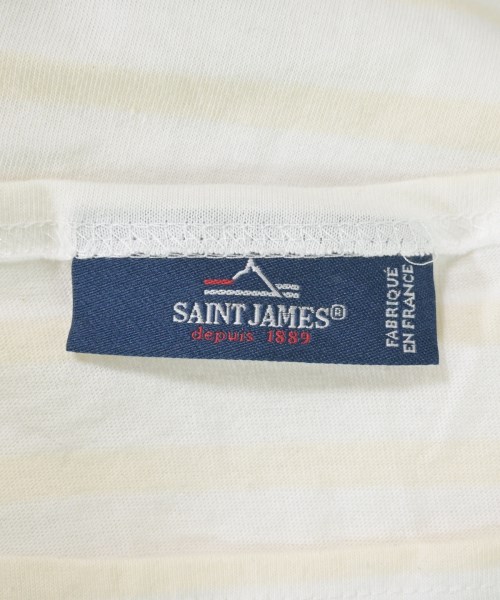 SAINT JAMES®
depuis 1889
FABRIQUÉ
EN FRANCE